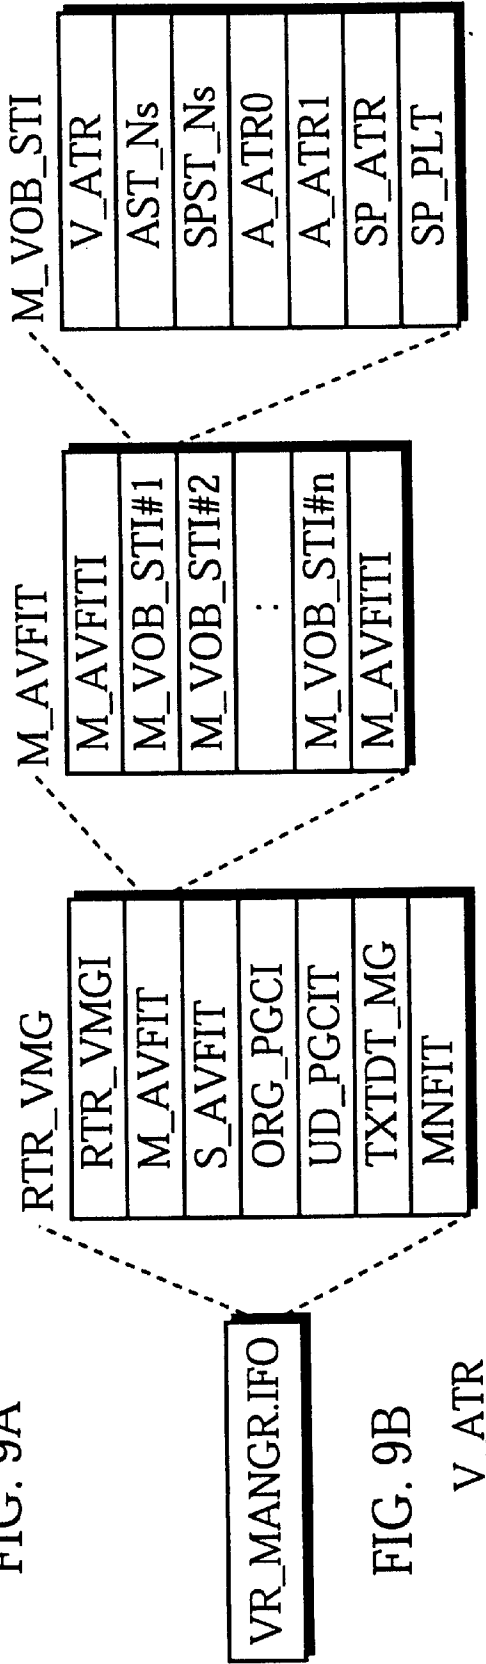 FIG. 9A
VR_MANGR.IFO
RTR_VMG
RTR_VMGI
M_AVFIT
S_AVFIT
ORG_PGCI
UD_PGCIT
TXTDT_MG
MNFIT
M_AVFIT
M_AVFITI
M_VOB_STI#1
M_VOB_STI#2
:
M_VOB_STI#n
M_AVFITI
M_VOB_STI
V_ATR
AST_Ns
SPST_Ns
A_ATR0
A_ATR1
SP_ATR
SP_PLT
FIG. 9B
V_ATR